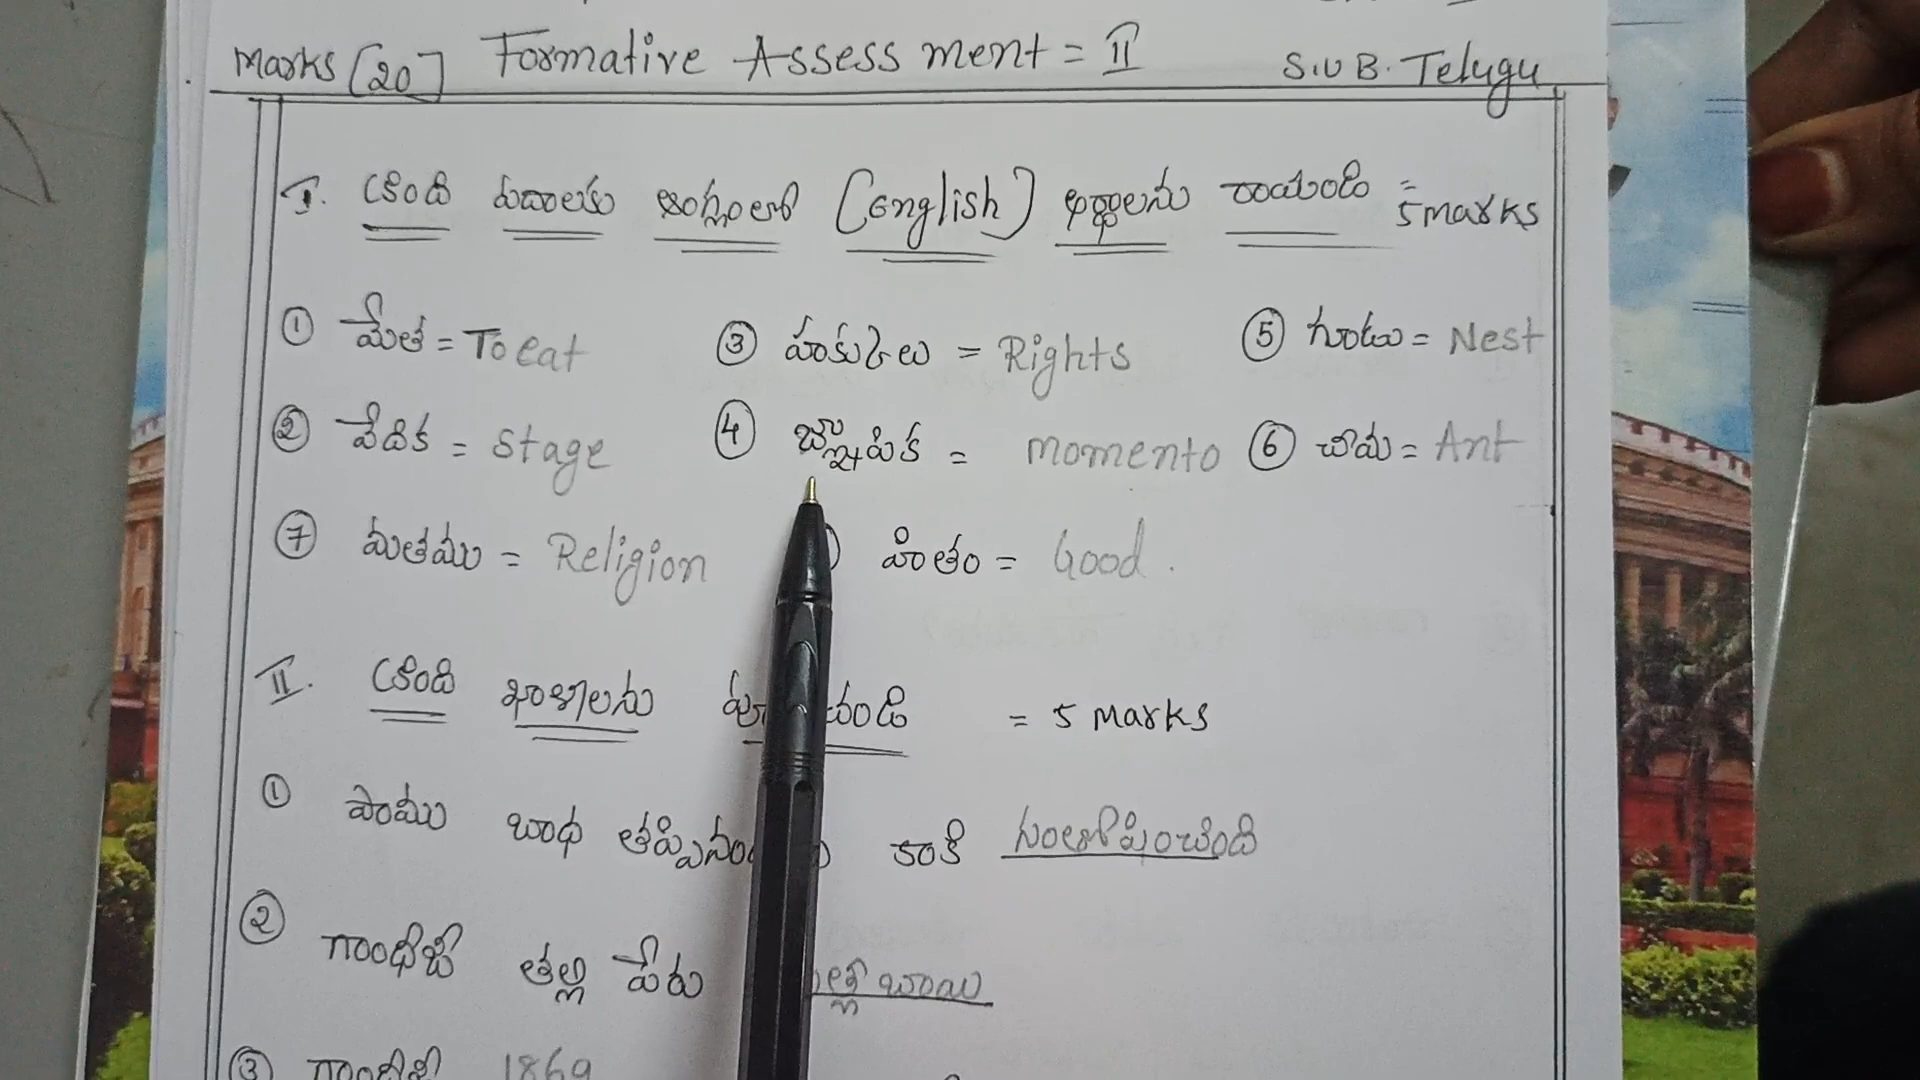 Marks [20] Formative Assessment = II S.UB. Telugu
I. క్రింది పదాలకు ఆంగ్లంలో [English] అర్థాలను రాయండి = 5 marks
① మేత = To eat ③ హక్కులు = Rights ⑤ గూటు = Nest
② వేదిక = Stage ④ జ్ఞాపిక = momento ⑥ చీమ = Ant
⑦ మతము = Religion హితం = Good.
II. క్రింది ఖాళీలను = 5 marks
① పాము బాధ కాకి గూటిలో
② గాంధీజీ తల్లి పేరు బాయి
③ గాంధీజీ 1869